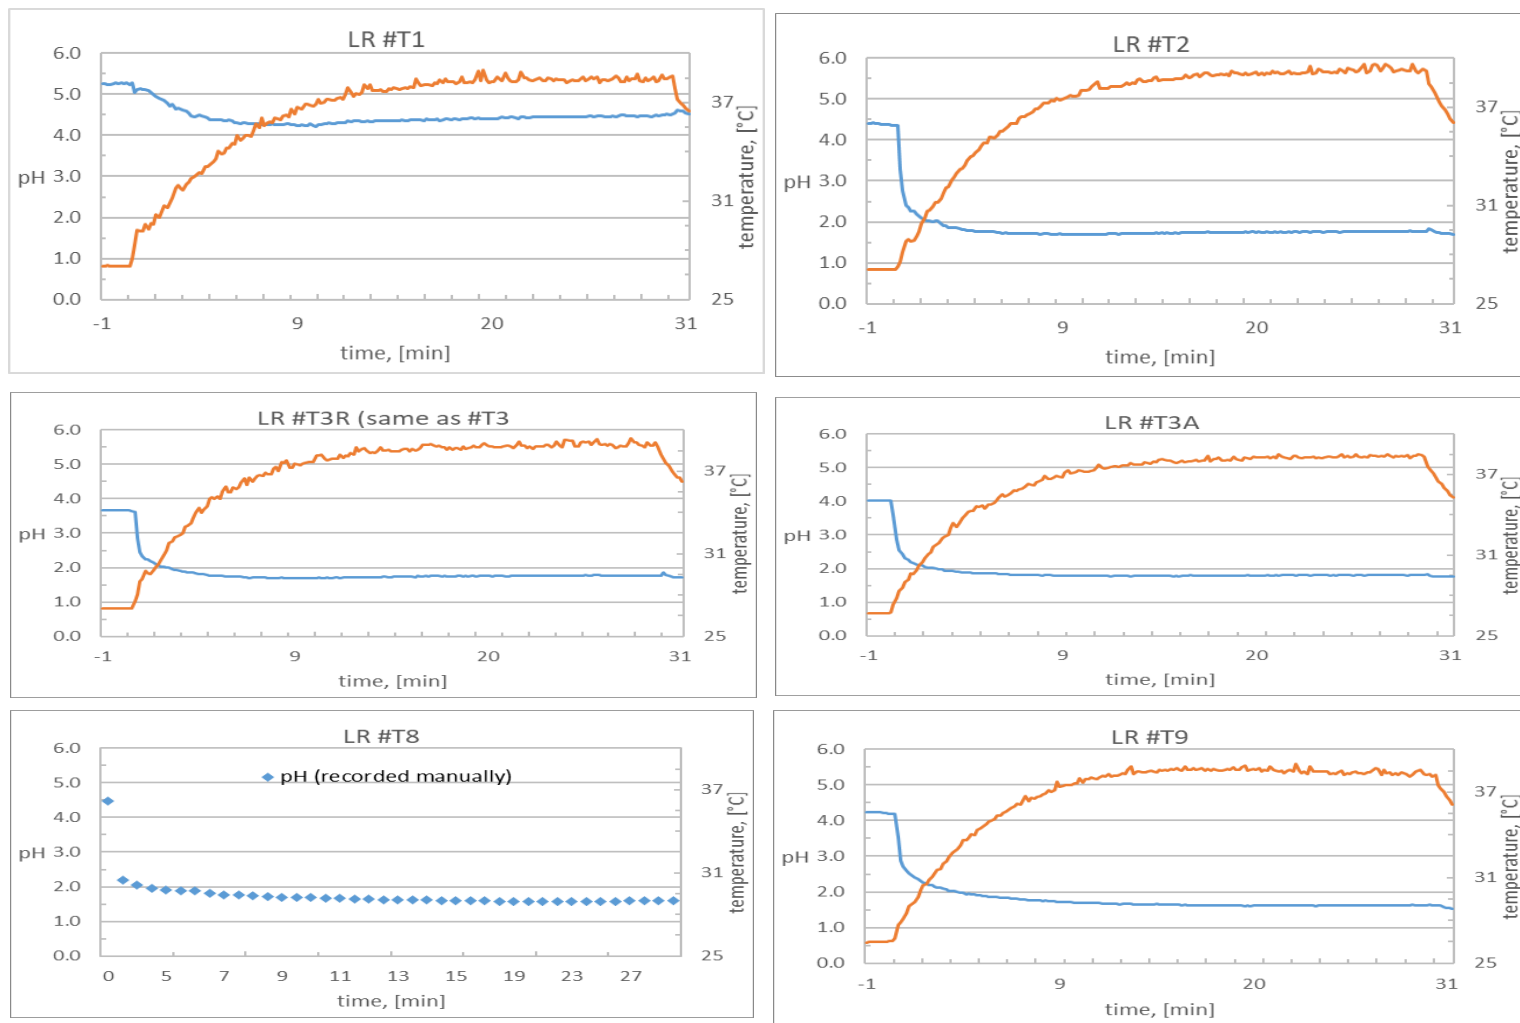 LR #T1
6.0
5.0
4.0
3.0
2.0
1.0
0.0
pH
37
31
25
temperature, [°C]
-1 9 20 31
time, [min]
LR #T2
6.0
5.0
4.0
3.0
2.0
1.0
0.0
pH
37
31
25
temperature, [°C]
-1 9 20 31
time, [min]
LR #T3R (same as #T3
6.0
5.0
4.0
3.0
2.0
1.0
0.0
pH
37
31
25
temperature, [°C]
-1 9 20 31
time, [min]
LR #T3A
6.0
5.0
4.0
3.0
2.0
1.0
0.0
pH
37
31
25
temperature, [°C]
-1 9 20 31
time, [min]
LR #T8
pH (recorded manually)
6.0
5.0
4.0
3.0
2.0
1.0
0.0
pH
37
31
25
temperature, [°C]
0 5 7 9 11 13 15 19 23 27
time, [min]
LR #T9
6.0
5.0
4.0
3.0
2.0
1.0
0.0
pH
37
31
25
temperature, [°C]
-1 9 20 31
time, [min]